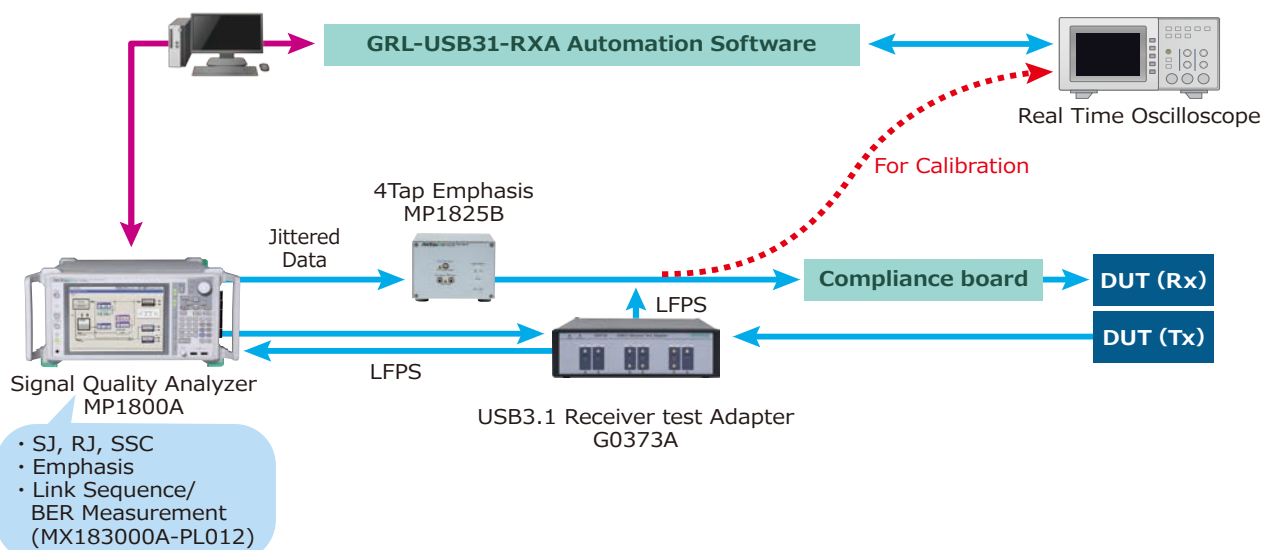 GRL-USB31-RXA Automation Software
Real Time Oscilloscope
For Calibration
4Tap Emphasis
MP1825B
Jittered
Data
Compliance board
DUT (Rx)
LFPS
DUT (Tx)
LFPS
Signal Quality Analyzer
MP1800A
USB3.1 Receiver test Adapter
G0373A
・SJ, RJ, SSC
・Emphasis
・Link Sequence/
BER Measurement
(MX183000A-PL012)